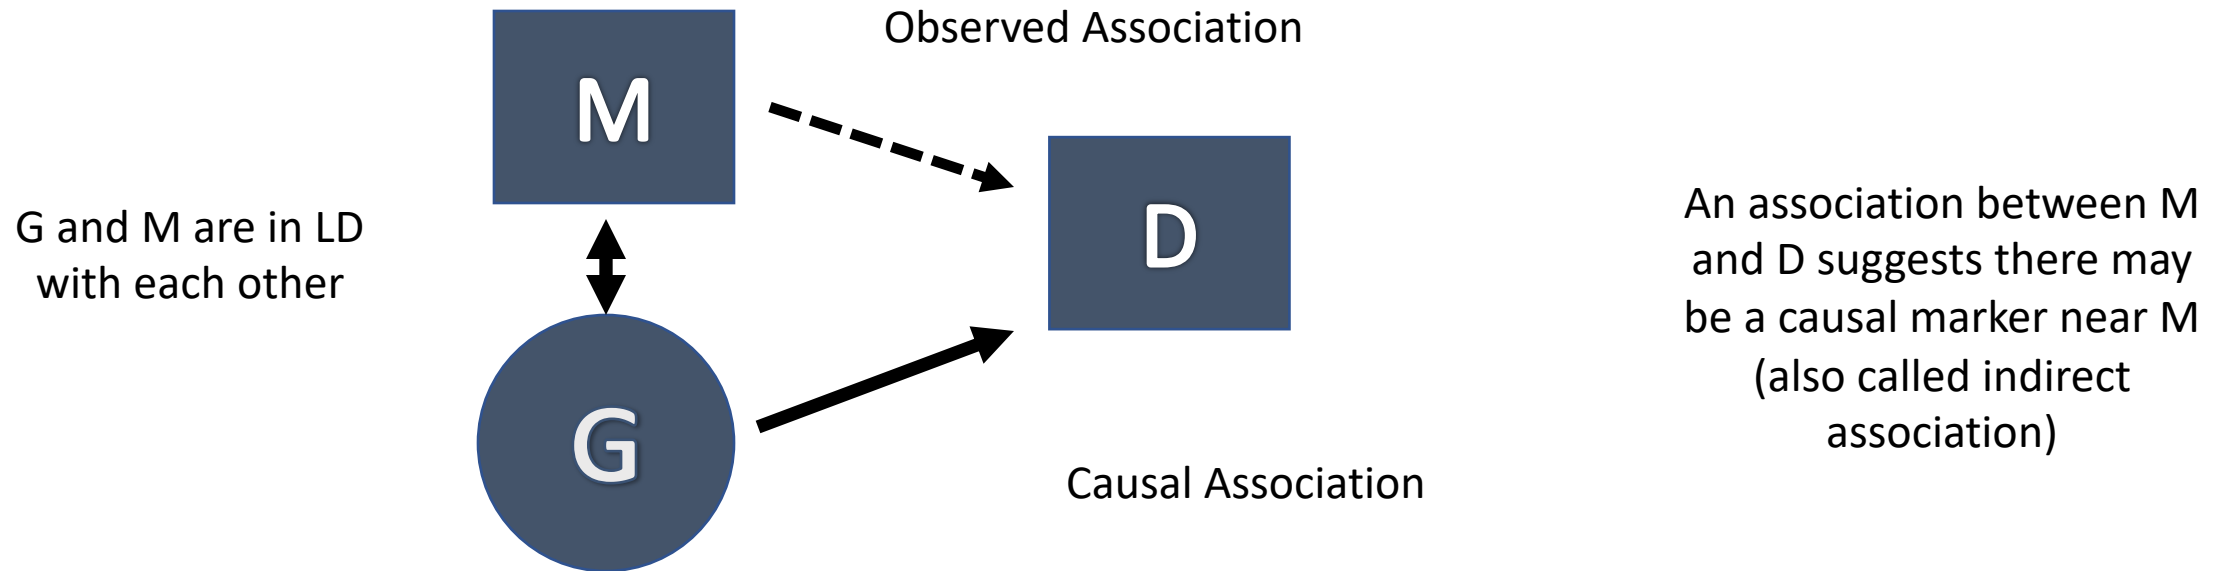 Observed Association
M
D
G and M are in LD
with each other
G
Causal Association
An association between M
and D suggests there may
be a causal marker near M
(also called indirect
association)